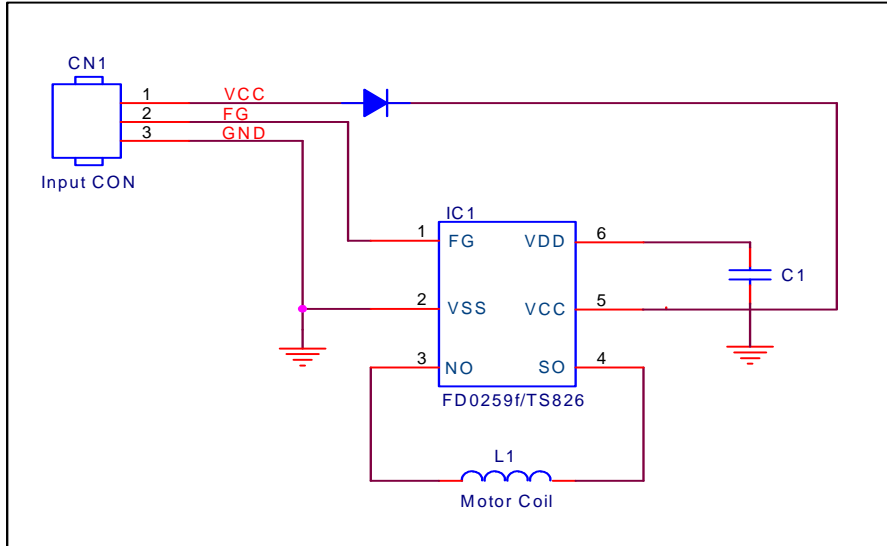 CN1
1 VCC
2 FG
3 GND
Input CON
IC1
1 FG VDD 6
C1
2 VSS VCC 5
3 NO SO 4
FD0259f/TS826
L1
Motor Coil